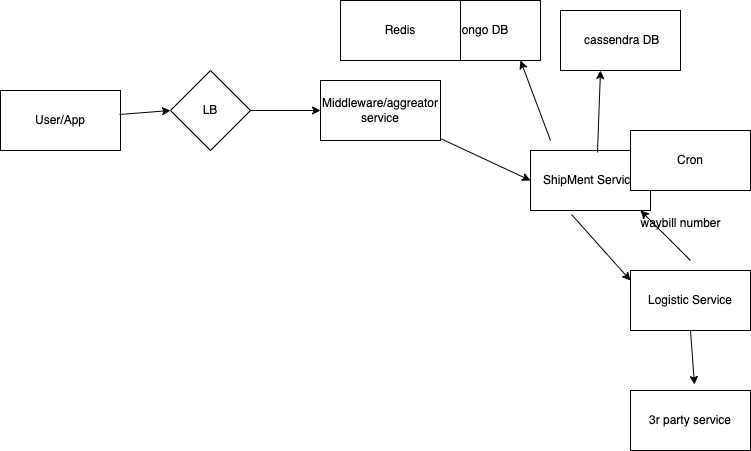 Redis
ongo DB
cassendra DB
User/App
LB
Middleware/aggreator
service
Cron
ShipMent Servic
waybill number
Logistic Service
3r party service